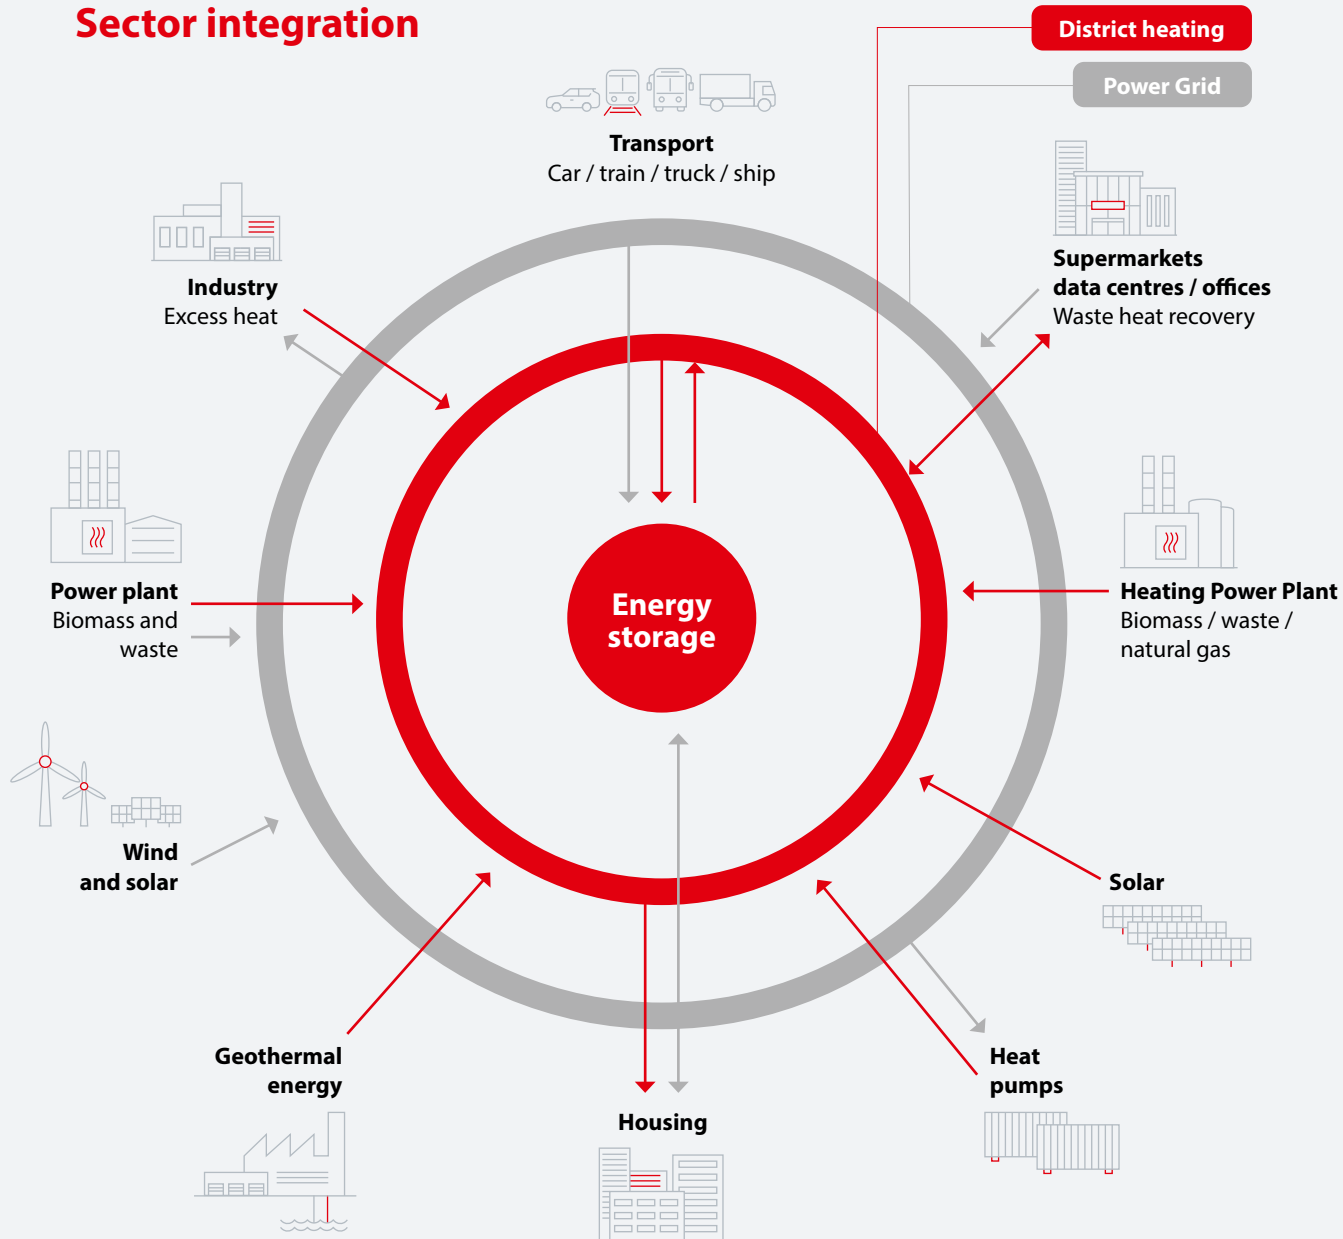 Sector integration
District heating
Power Grid
Transport
Car / train / truck / ship
Supermarkets
data centres / offices
Waste heat recovery
Industry
Excess heat
Power plant
Biomass and
waste
Energy
storage
Heating Power Plant
Biomass / waste /
natural gas
Wind
and solar
Solar
Geothermal
energy
Heat
pumps
Housing